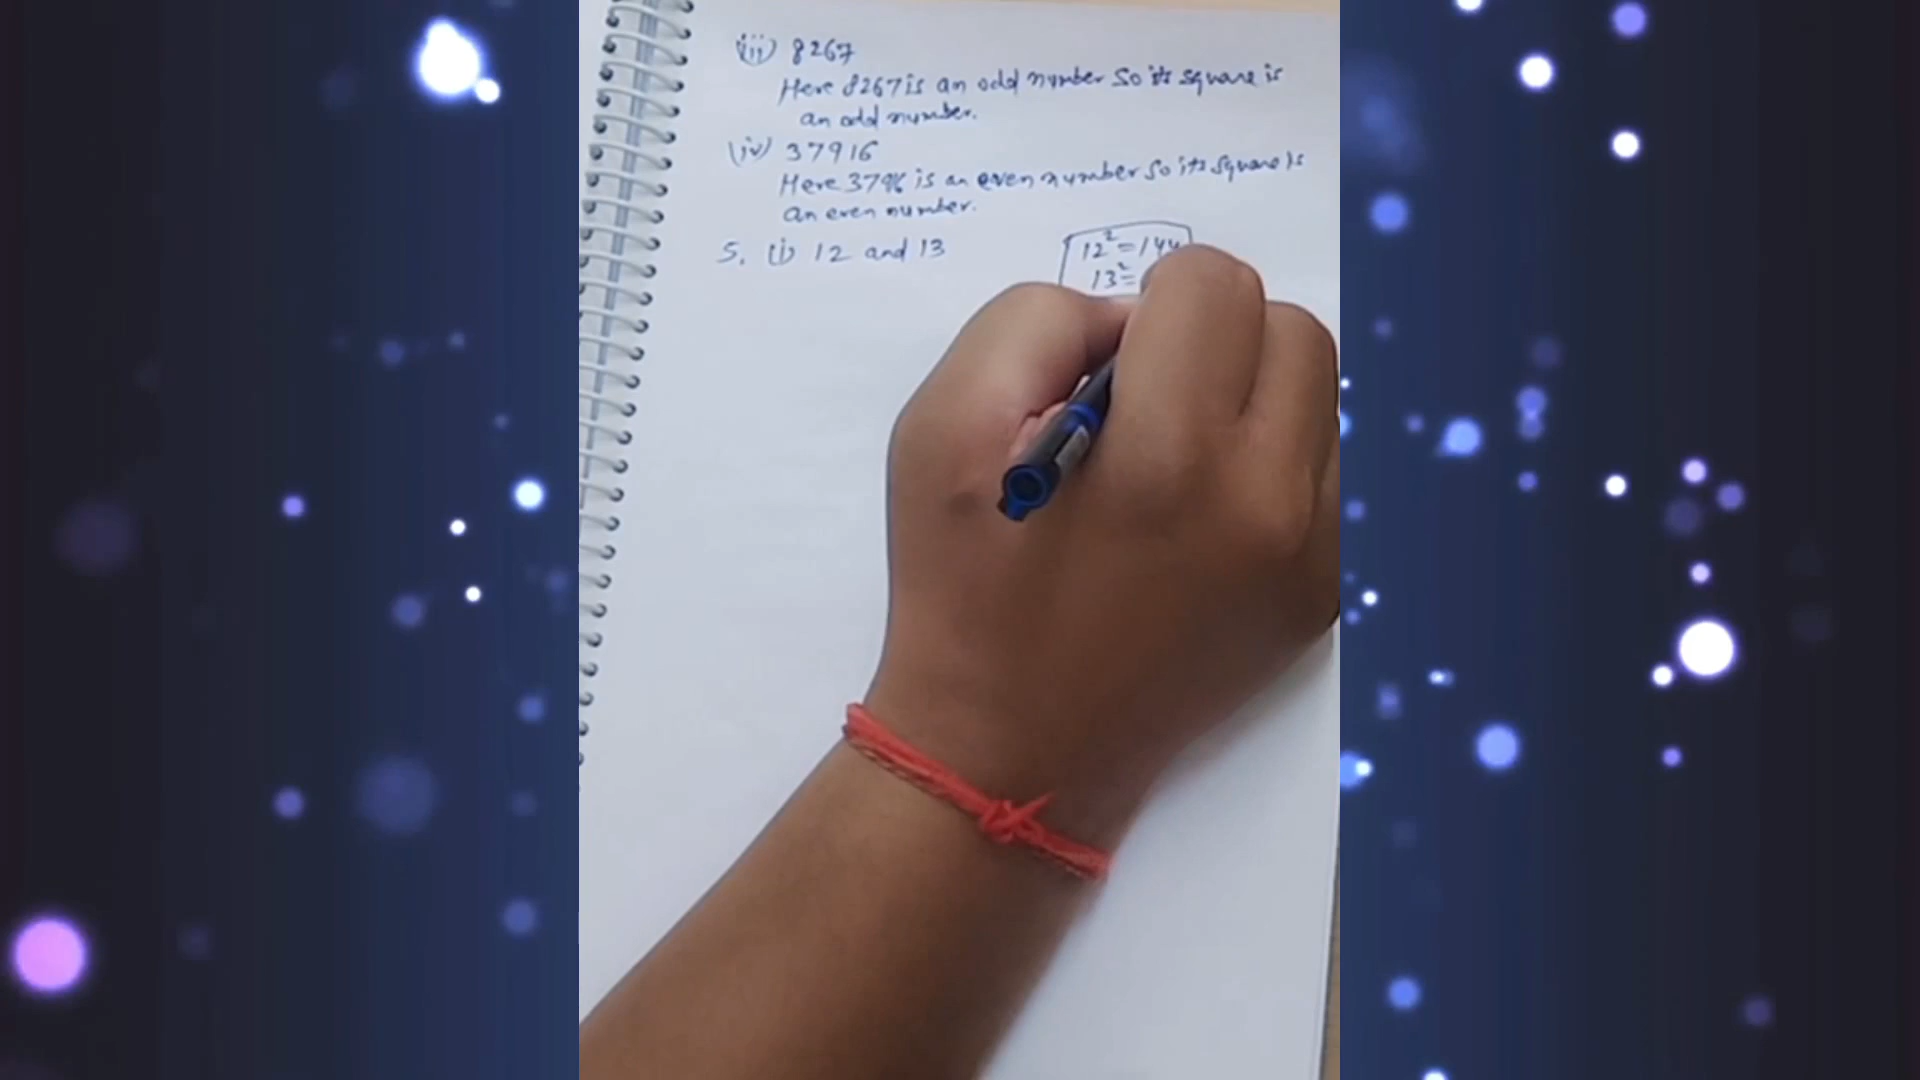 (iii) 8267
Here 8267 is an odd number so its square is
an odd number.
(iv) 37916
Here 3796 is an even number so its square is
an even number.
5. (i) 12 and 13
12² = 144
13² =